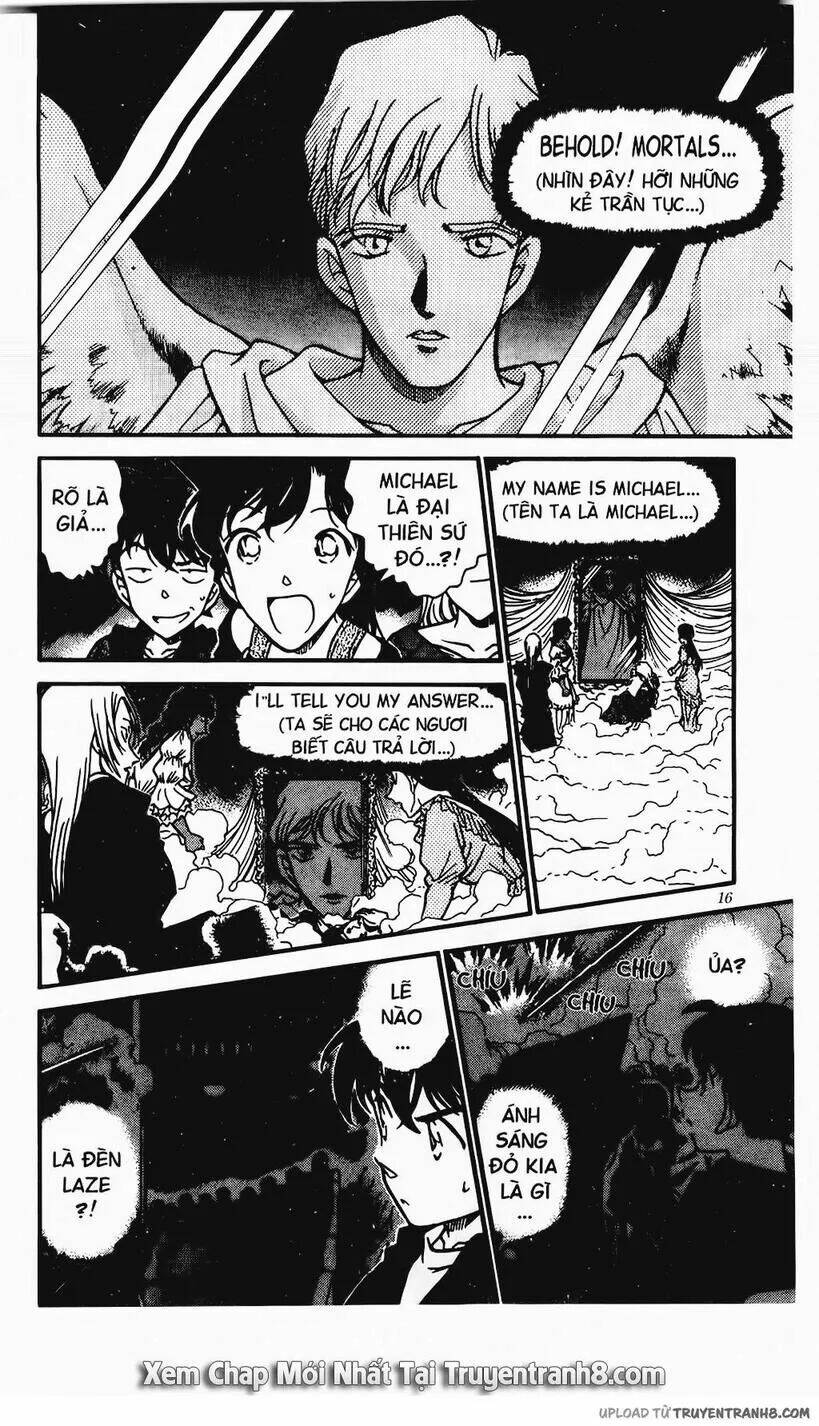 BEHOLD! MORTALS...
(NHÌN ĐÂY! HỠI NHỮNG
KẺ TRẦN TỤC...)
MY NAME IS MICHAEL...
(TÊN TA LÀ MICHAEL...)
MICHAEL
LÀ ĐẠI
THIÊN SỨ
ĐÓ...?!
RÕ LÀ
GIẢ...
I"LL TELL YOU MY ANSWER...
(TA SẼ CHO CÁC NGƯƠI
BIẾT CÂU TRẢ LỜI...)
16
ỦA?
CHÍU
CHÍU
CHÍU
ÁNH
SÁNG
ĐỎ KIA
LÀ GÌ
...
LẼ
NÀO
...
LÀ ĐÈN
LAZE
?!
Xem Chap Mới Nhất Tại Truyentranh8.com
UPLOAD TỪ TRUYENTRANH8.COM